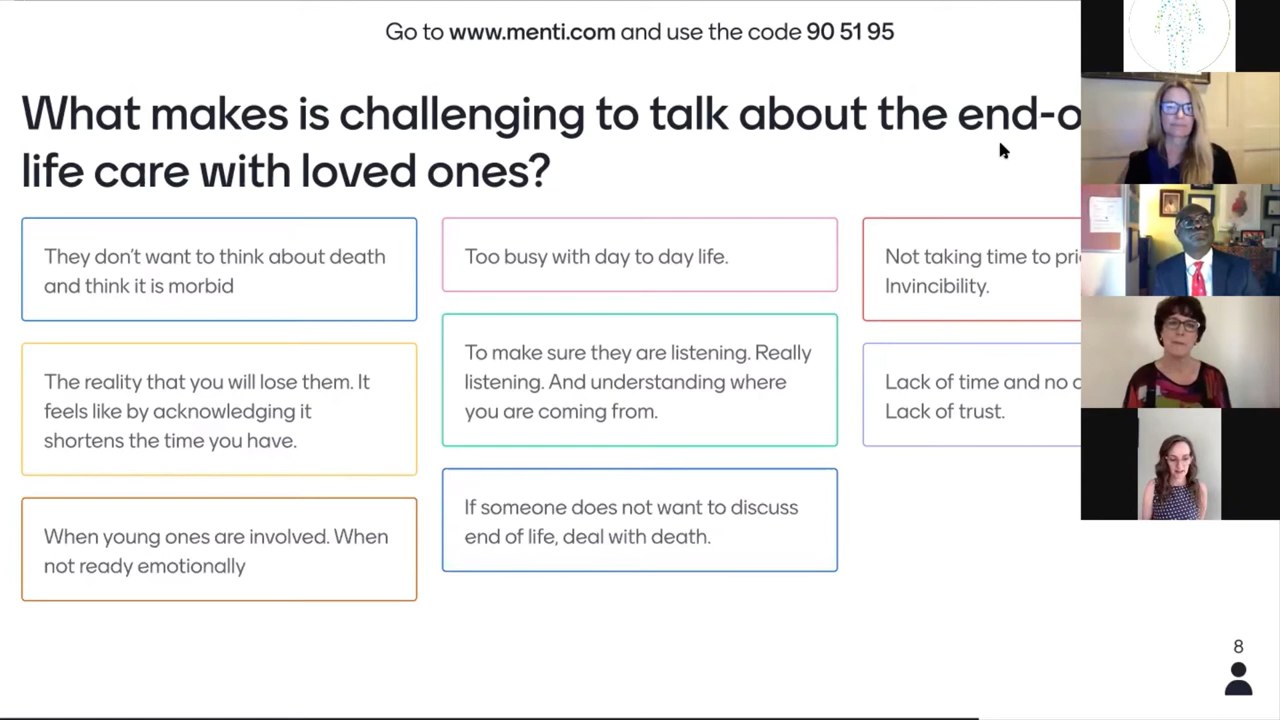 Go to www.menti.com and use the code 90 51 95
What makes is challenging to talk about the end-o
life care with loved ones?
They don't want to think about death
and think it is morbid
The reality that you will lose them. It
feels like by acknowledging it
shortens the time you have.
When young ones are involved. When
not ready emotionally
Too busy with day to day life.
To make sure they are listening. Really
listening. And understanding where
you are coming from.
If someone does not want to discuss
end of life, deal with death.
Not taking time to pri
Invincibility.
Lack of time and no
Lack of trust.
8